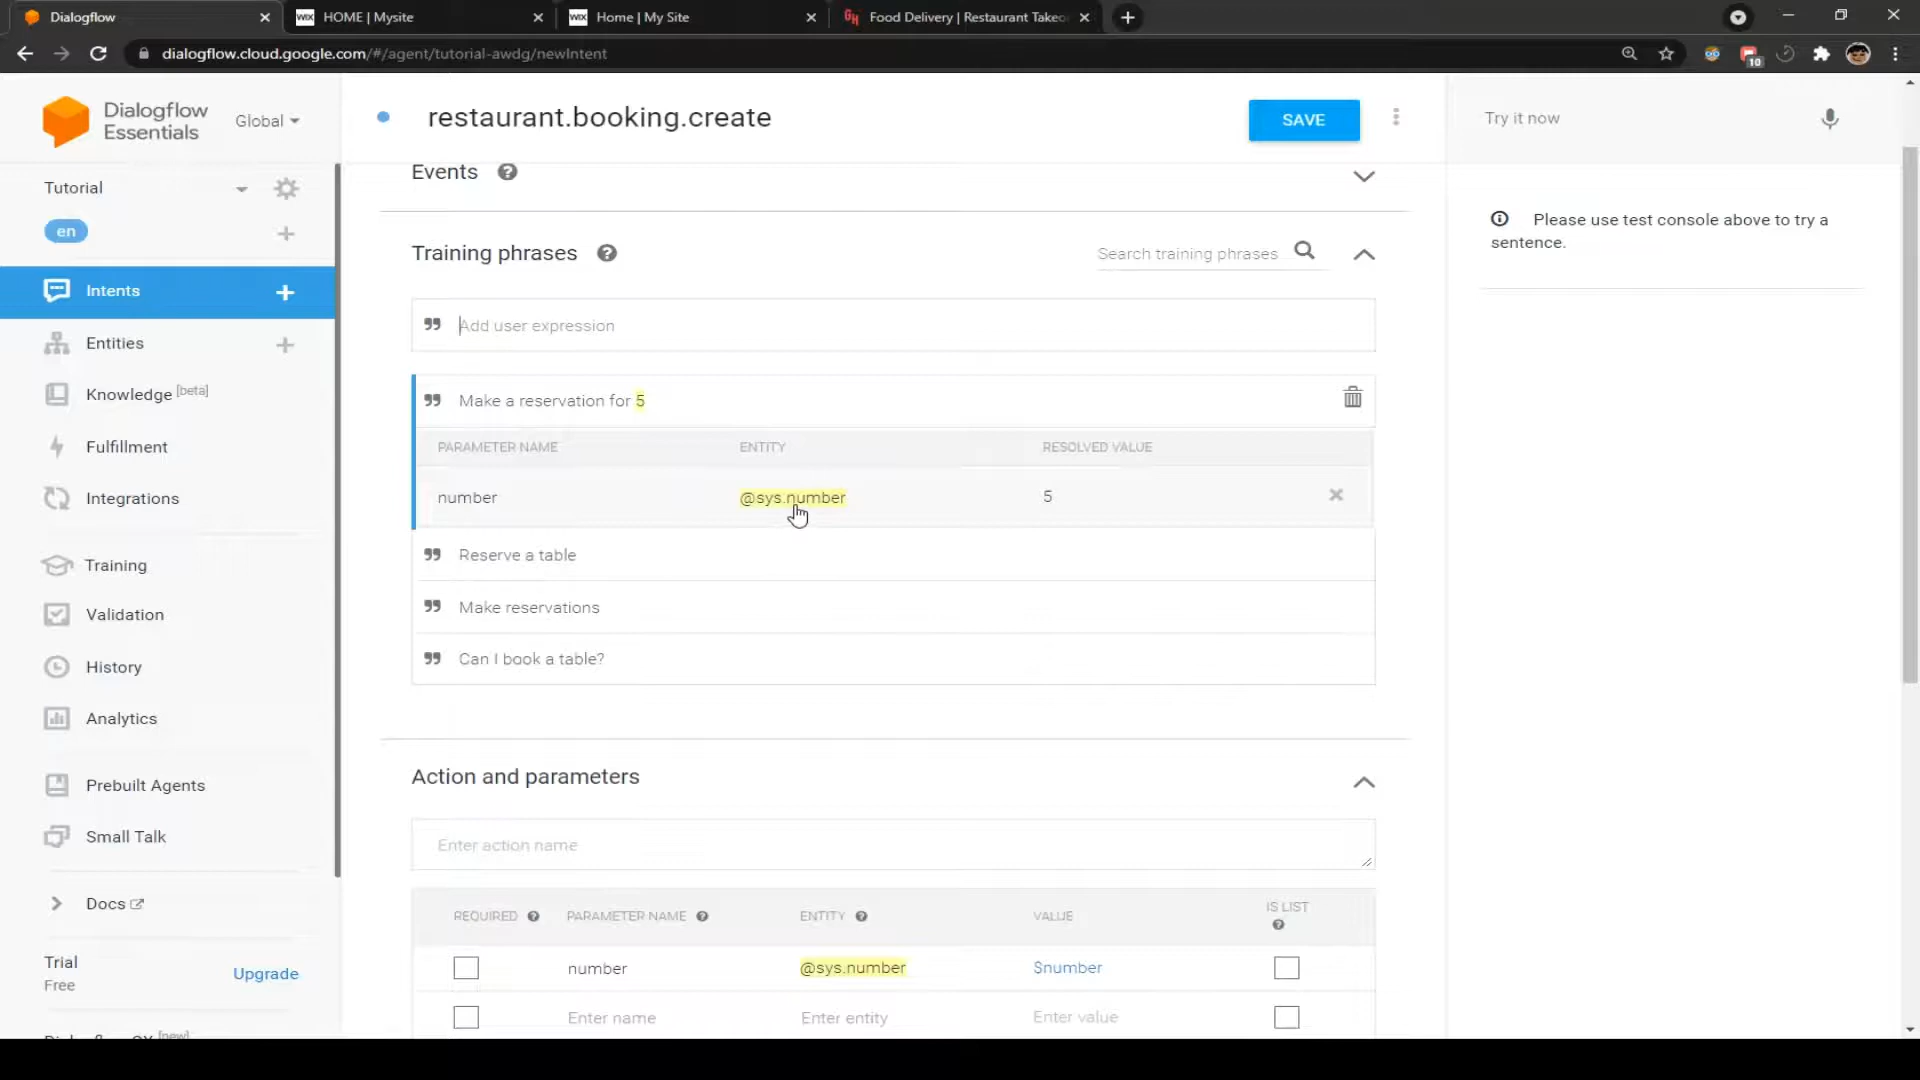 Dialogflow
WIX HOME | Mysite
WIX Home | My Site
GH Food Delivery | Restaurant Takeo
dialogflow.cloud.google.com/#/agent/tutorial-awdg/newIntent
10
Dialogflow
Essentials
Global
restaurant.booking.create
SAVE
Try it now
Tutorial
en
Intents
Entities
Knowledge [beta]
Fulfillment
Integrations
Training
Validation
History
Analytics
Prebuilt Agents
Small Talk
Docs
Trial
Free
Upgrade
Events
Training phrases
Search training phrases
Add user expression
Make a reservation for 5
PARAMETER NAME ENTITY RESOLVED VALUE
number @sys.number 5
Reserve a table
Make reservations
Can I book a table?
Action and parameters
Enter action name
REQUIRED PARAMETER NAME ENTITY VALUE IS LIST
number @sys.number $number
Enter name Enter entity Enter value
Please use test console above to try a
sentence.